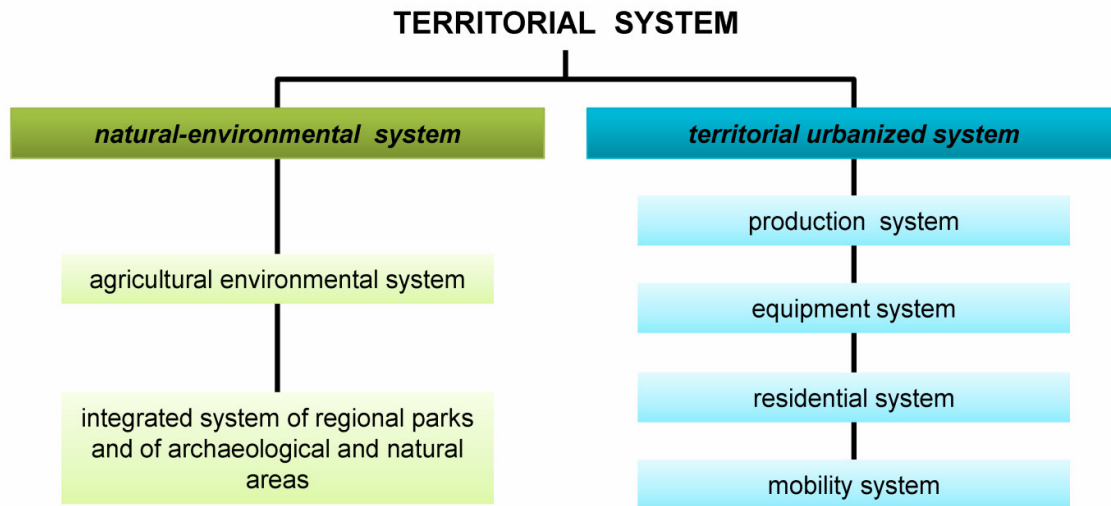 TERRITORIAL SYSTEM
natural-environmental system
territorial urbanized system
production system
agricultural environmental system
equipment system
residential system
integrated system of regional parks
and of archaeological and natural
areas
mobility system